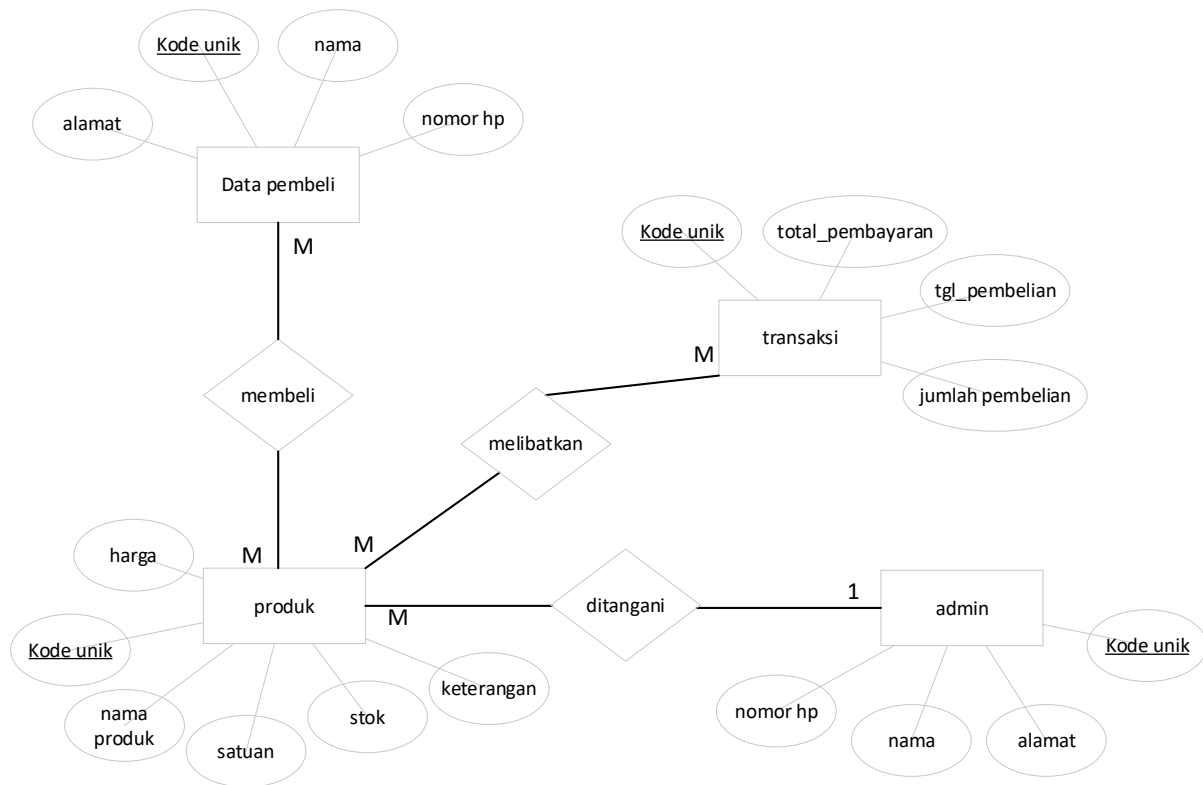 Kode unik
nama
alamat
nomor hp
Data pembeli
M
Kode unik
total_pembayaran
tgl_pembelian
transaksi
M
jumlah pembelian
membeli
melibatkan
harga
M
M
produk
M
ditangani
1
admin
Kode unik
Kode unik
keterangan
nama
produk
stok
satuan
nomor hp
nama
alamat